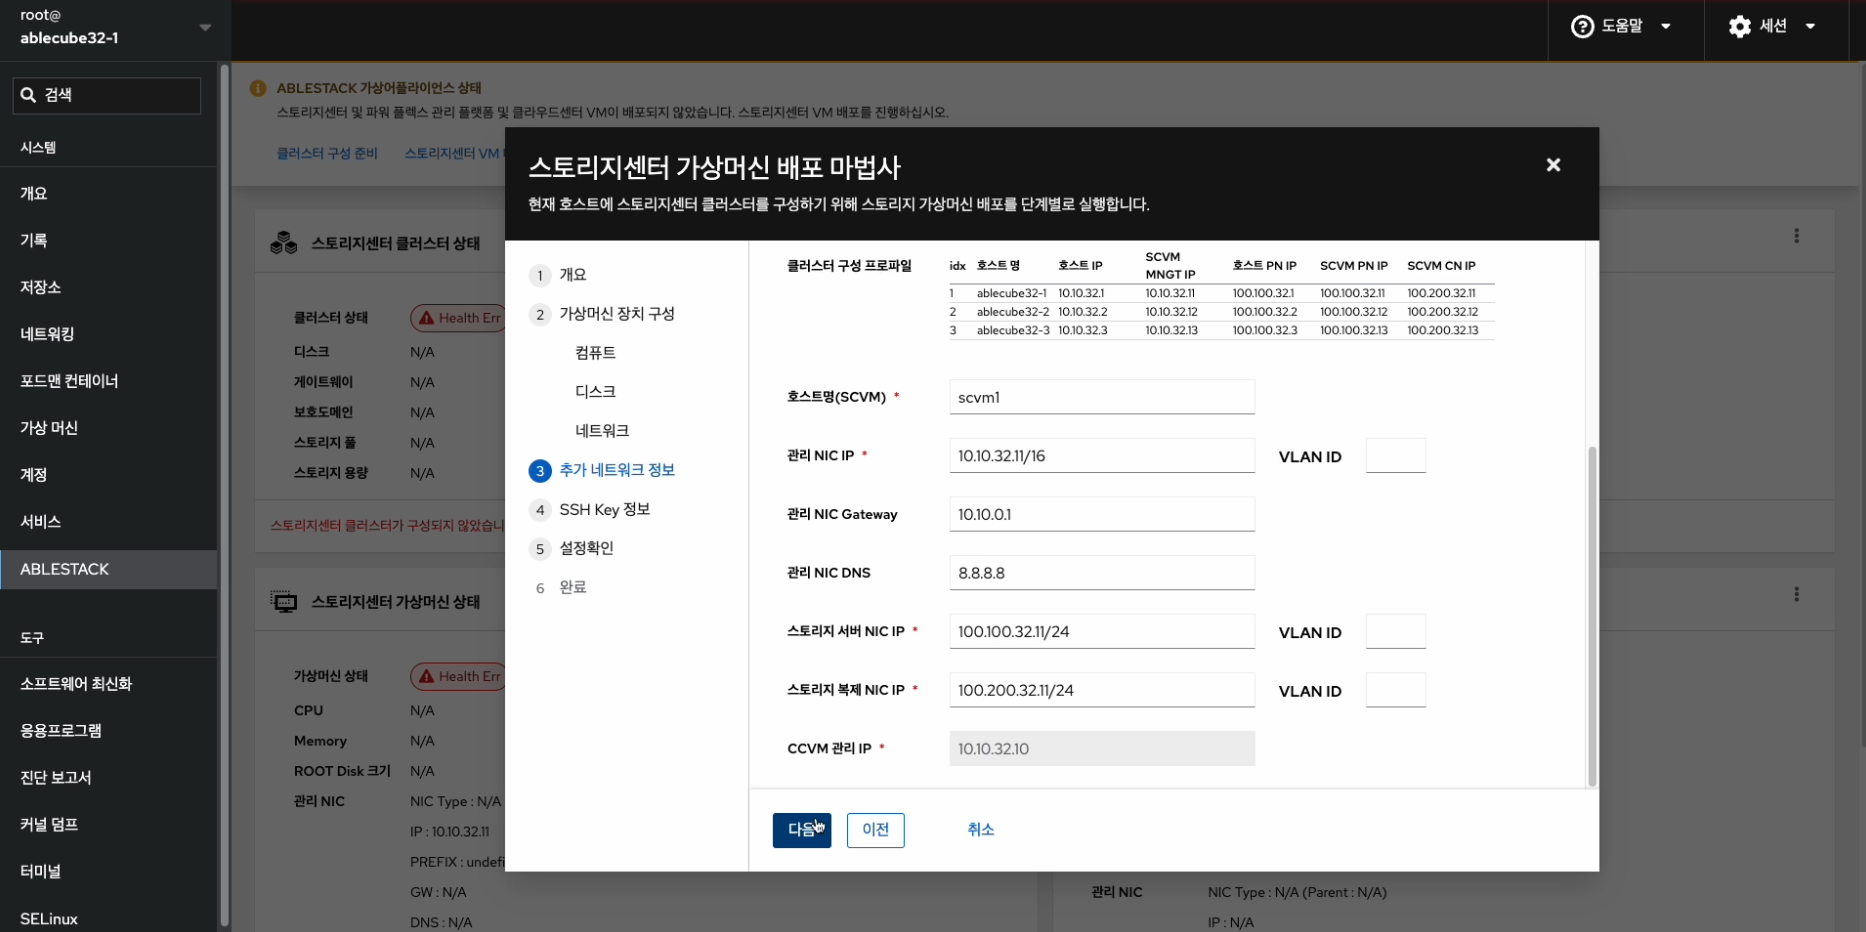 root@
ablecube32-1
도움말
세션
검색
시스템
개요
기록
저장소
네트워킹
포드맨 컨테이너
가상 머신
계정
서비스
ABLESTACK
도구
소프트웨어 최신화
응용프로그램
진단 보고서
커널 덤프
터미널
SELinux
ABLESTACK 가상어플라이언스 상태
스토리지센터 및 파워 플렉스 관리 플랫폼 및 클라우드센터 VM이 배포되지 않았습니다. 스토리지센터 VM 배포를 진행하십시오.
클러스터 구성 준비 스토리지센터 VM
스토리지센터 클러스터 상태
클러스터 상태 Health Err
디스크 N/A
게이트웨이 N/A
보호도메인 N/A
스토리지 풀 N/A
스토리지 용량 N/A
스토리지센터 클러스터가 구성되지 않았습니
스토리지센터 가상머신 상태
가상머신 상태 Health Err
CPU N/A
Memory N/A
ROOT Disk 크기 N/A
관리 NIC NIC Type : N/A
IP : 10.10.32.11
PREFIX : undefi
GW : N/A
DNS : N/A
스토리지센터 가상머신 배포 마법사
현재 호스트에 스토리지센터 클러스터를 구성하기 위해 스토리지 가상머신 배포를 단계별로 실행합니다.
1 개요
2 가상머신 장치 구성
컴퓨트
디스크
네트워크
3 추가 네트워크 정보
4 SSH Key 정보
5 설정확인
6 완료
클러스터 구성 프로파일
idx 호스트 명 호스트 IP SCVM MNGT IP 호스트 PN IP SCVM PN IP SCVM CN IP
1 ablecube32-1 10.10.32.1 10.10.32.11 100.100.32.1 100.100.32.11 100.200.32.11
2 ablecube32-2 10.10.32.2 10.10.32.12 100.100.32.2 100.100.32.12 100.200.32.12
3 ablecube32-3 10.10.32.3 10.10.32.13 100.100.32.3 100.100.32.13 100.200.32.13
호스트명(SCVM) * scvm1
관리 NIC IP * 10.10.32.11/16 VLAN ID
관리 NIC Gateway 10.10.0.1
관리 NIC DNS 8.8.8.8
스토리지 서버 NIC IP * 100.100.32.11/24 VLAN ID
스토리지 복제 NIC IP * 100.200.32.11/24 VLAN ID
CCVM 관리 IP * 10.10.32.10
다음 이전 취소
관리 NIC NIC Type : N/A (Parent : N/A)
IP : N/A